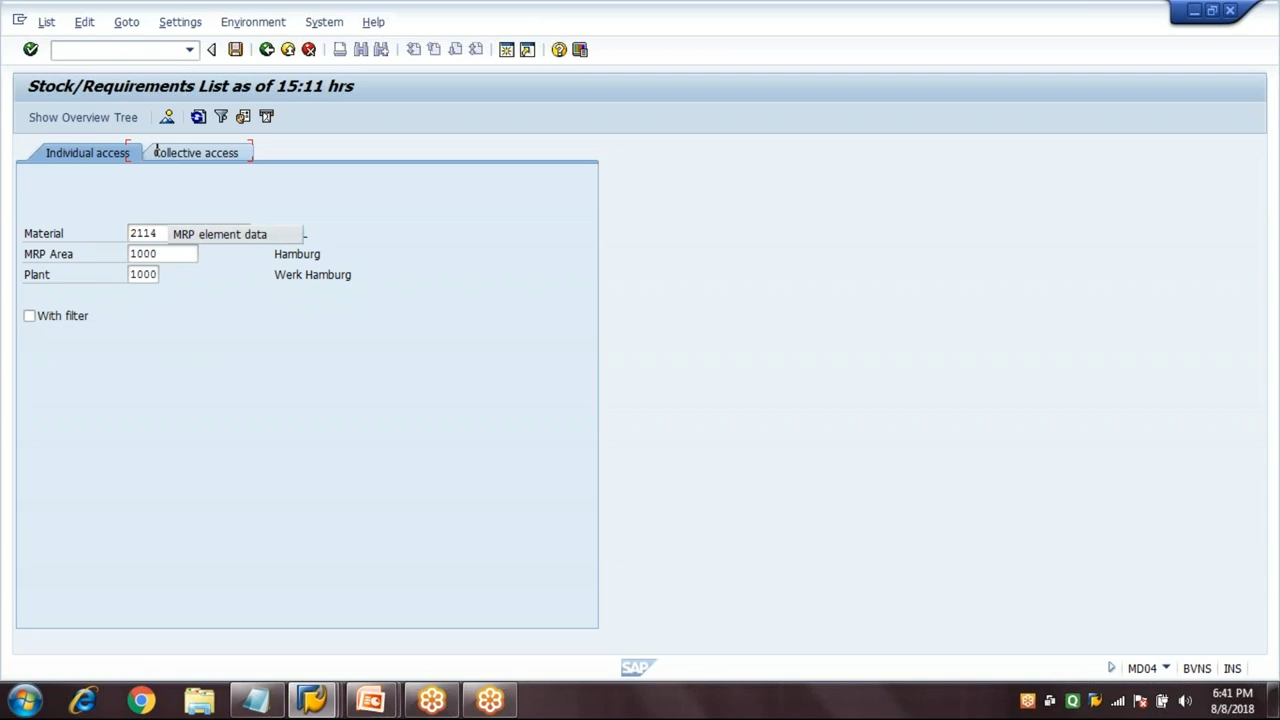 List Edit Goto Settings Environment System Help
Stock/Requirements List as of 15:11 hrs
Show Overview Tree
Individual access Collective access
Material 2114 MRP element data
MRP Area 1000 Hamburg
Plant 1000 Werk Hamburg
With filter
SAP MD04 BVNS INS
6:41 PM
8/8/2018